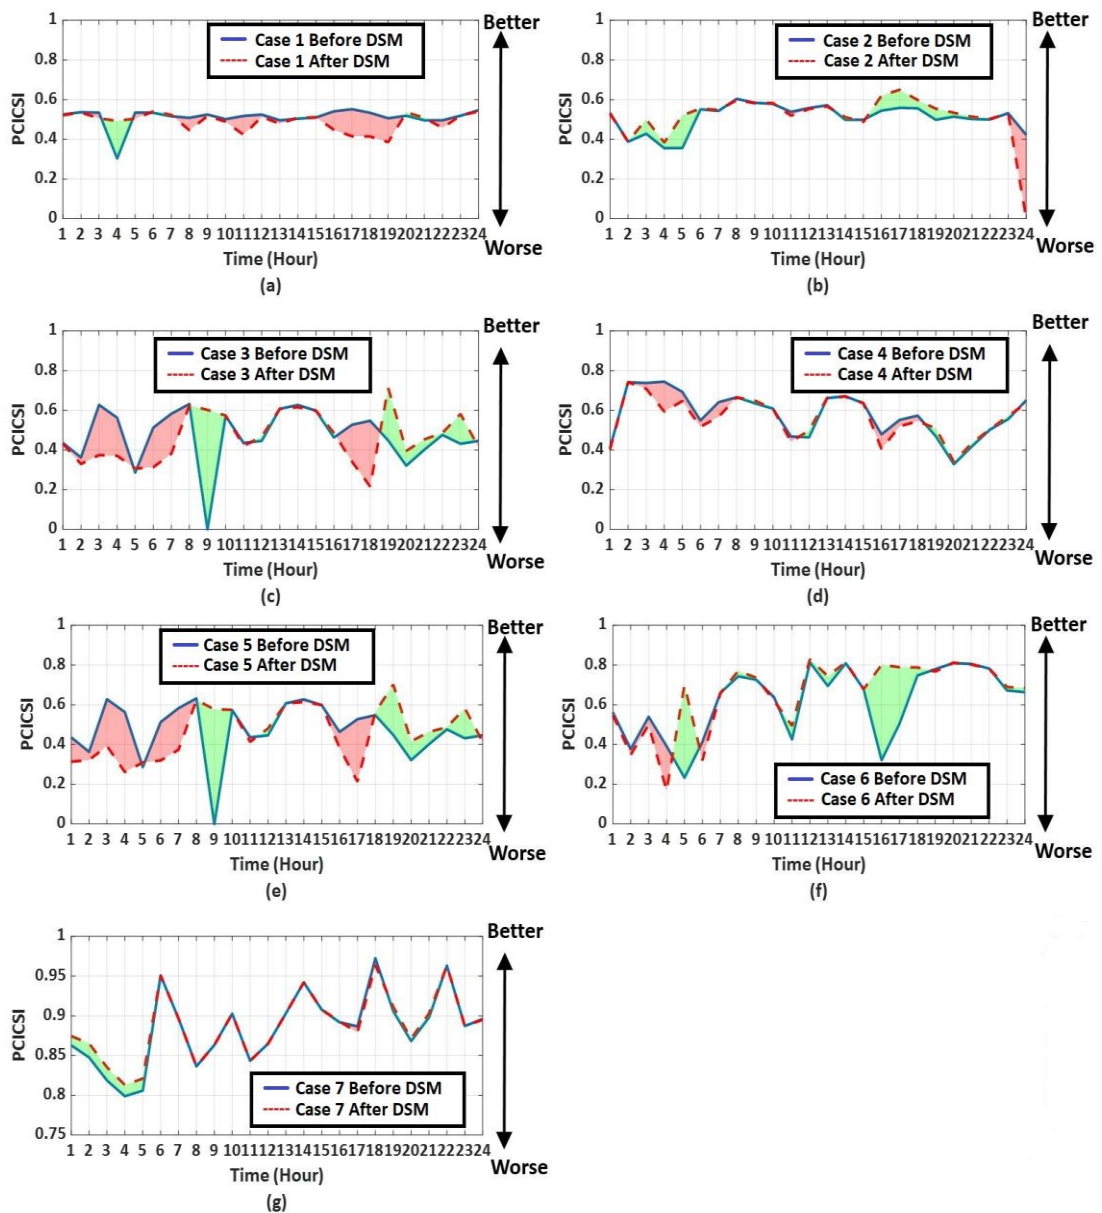 Better
1
0.8
0.6
0.4
0.2
0
PCICSI
Case 1 Before DSM
Case 1 After DSM
1 2 3 4 5 6 7 8 9 101112131415161718192021222324
Worse
Time (Hour)
(a)
Better
1
0.8
0.6
0.4
0.2
0
PCICSI
Case 2 Before DSM
Case 2 After DSM
1 2 3 4 5 6 7 8 9 101112131415161718192021222324
Worse
Time (Hour)
(b)
Better
1
0.8
0.6
0.4
0.2
0
PCICSI
Case 3 Before DSM
Case 3 After DSM
1 2 3 4 5 6 7 8 9 101112131415161718192021222324
Worse
Time (Hour)
(c)
Better
1
0.8
0.6
0.4
0.2
0
PCICSI
Case 4 Before DSM
Case 4 After DSM
1 2 3 4 5 6 7 8 9 101112131415161718192021222324
Worse
Time (Hour)
(d)
Better
1
0.8
0.6
0.4
0.2
0
PCICSI
Case 5 Before DSM
Case 5 After DSM
1 2 3 4 5 6 7 8 9 101112131415161718192021222324
Worse
Time (Hour)
(e)
Better
1
0.8
0.6
0.4
0.2
0
PCICSI
Case 6 Before DSM
Case 6 After DSM
1 2 3 4 5 6 7 8 9 101112131415161718192021222324
Worse
Time (Hour)
(f)
Better
1
0.95
0.9
0.85
0.8
0.75
PCICSI
Case 7 Before DSM
Case 7 After DSM
1 2 3 4 5 6 7 8 9 101112131415161718192021222324
Worse
Time (Hour)
(g)